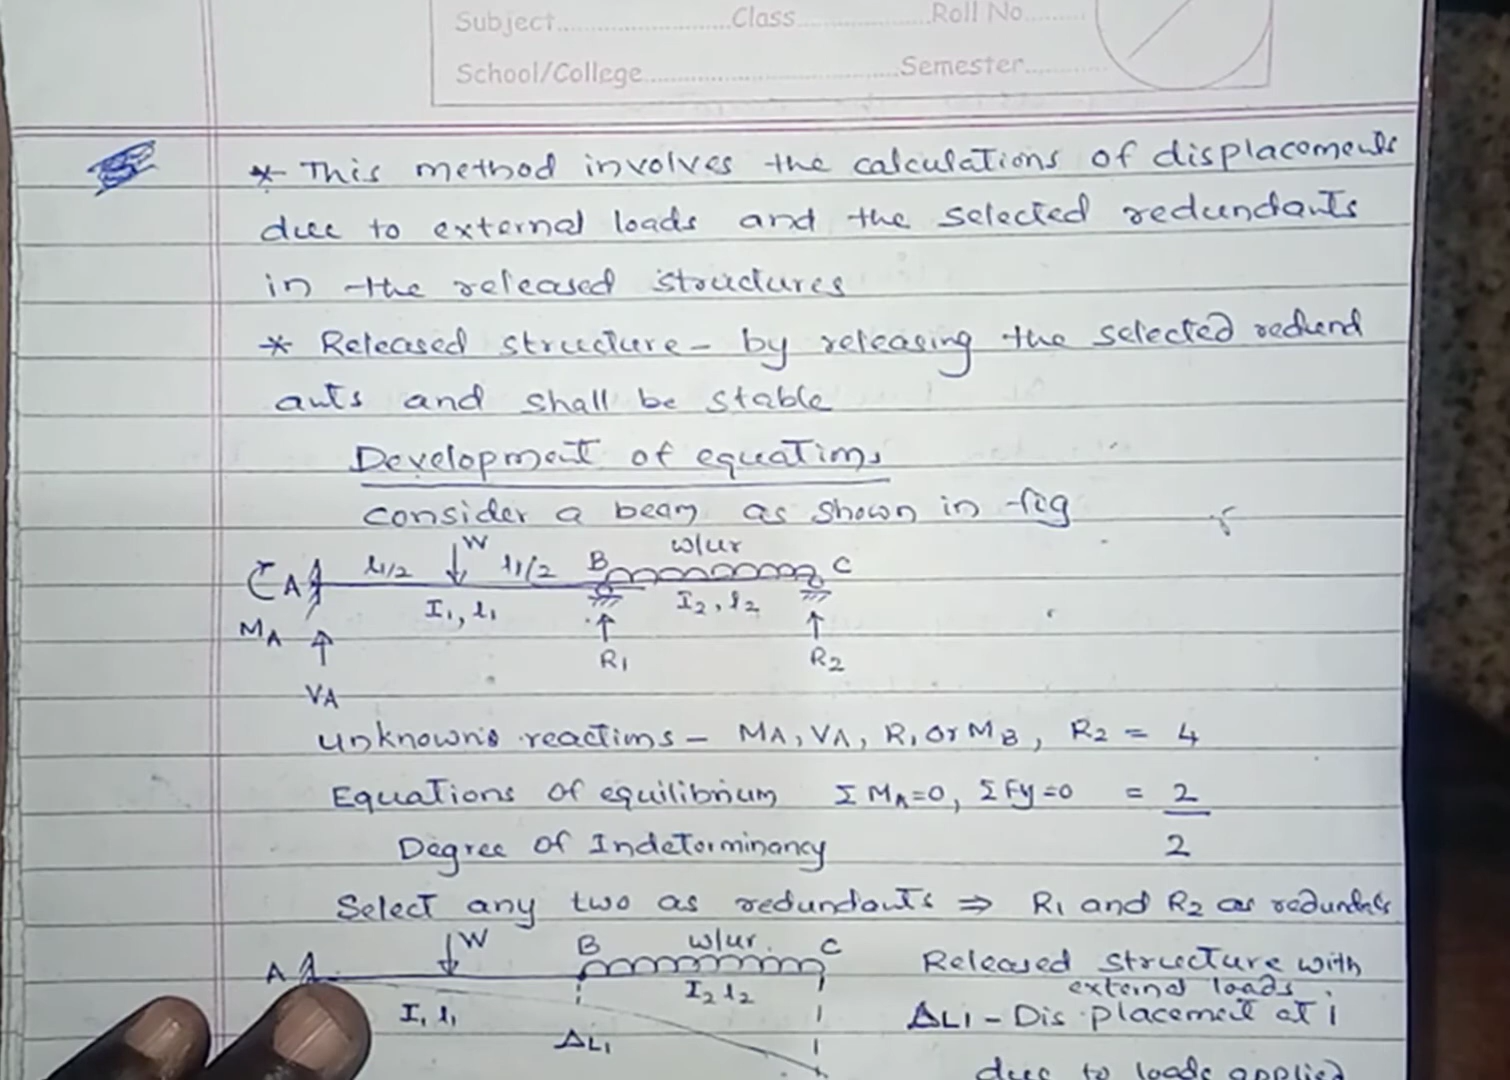 Subject..................Class..............Roll No.........
School/College..........................Semester..........
* This method involves the calculations of displacements
due to external loads and the selected redundants
in the released structures
* Released structure - by releasing the selected redund
ants and shall be stable
Development of equations
consider a beam as shown in fig
A l1/2 W l1/2 B w/ur C
I1, l1 I2, l2
MA R1 R2
VA
unknowns reactions - MA, VA, R1 or MB, R2 = 4
Equations of equilibrium ΣMA=0, ΣFy=0 = 2
Degree of Indeterminancy 2
Select any two as redundants ⇒ R1 and R2 as redundants
A W B w/ur C Released structure with
external loads
I1 l1 I2 l2 ΔL1 - Displacement at 1
ΔL1 due to loads applied